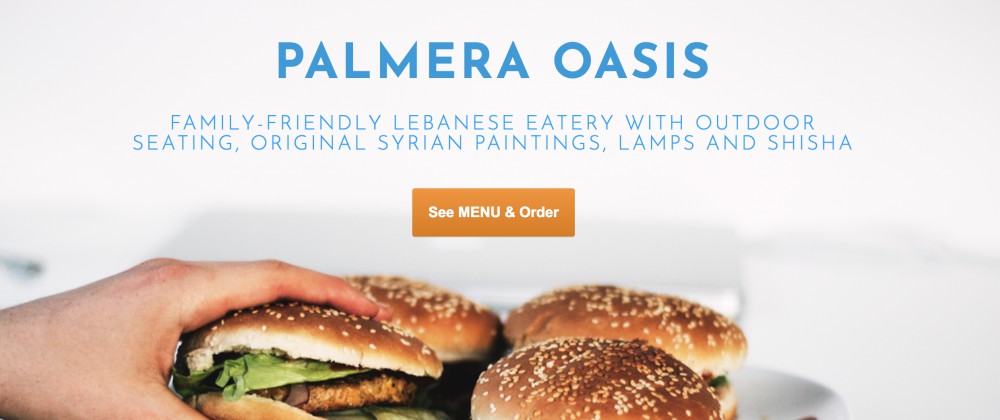 PALMERA OASIS
FAMILY-FRIENDLY LEBANESE EATERY WITH OUTDOOR
SEATING, ORIGINAL SYRIAN PAINTINGS, LAMPS AND SHISHA
See MENU & Order